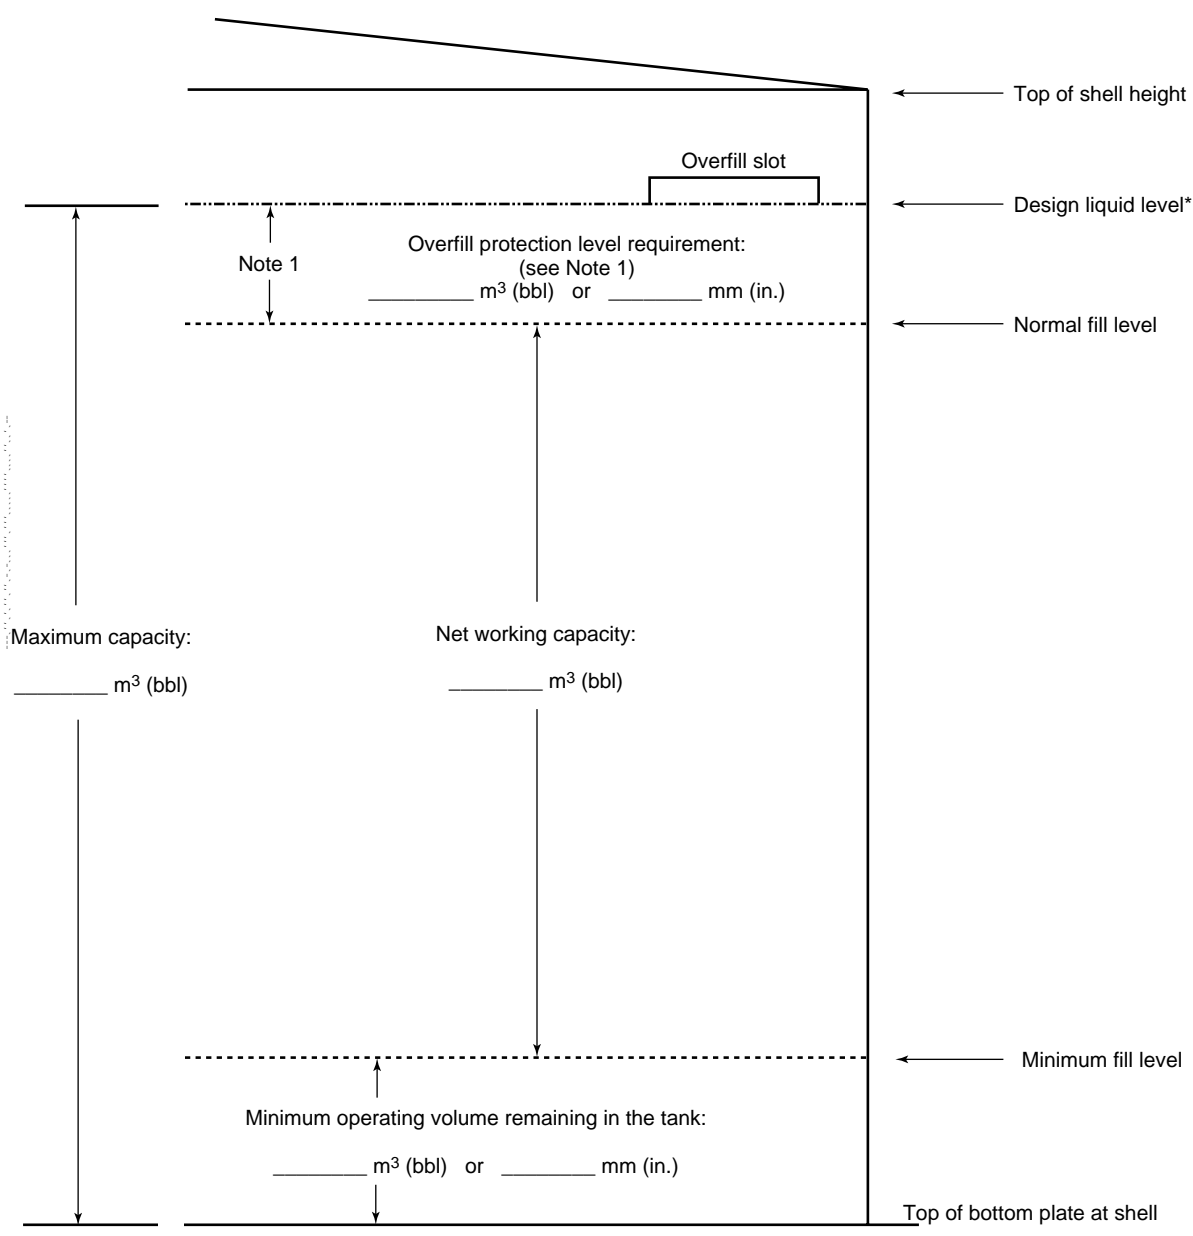 Top of shell height
Overfill slot
Design liquid level*
Overfill protection level requirement:
Note 1
(see Note 1)
_________ m³ (bbl) or ________ mm (in.)
Normal fill level
Maximum capacity:
Net working capacity:
________ m³ (bbl)
________ m³ (bbl)
Minimum fill level
Minimum operating volume remaining in the tank:
________ m³ (bbl) or ________ mm (in.)
Top of bottom plate at shell